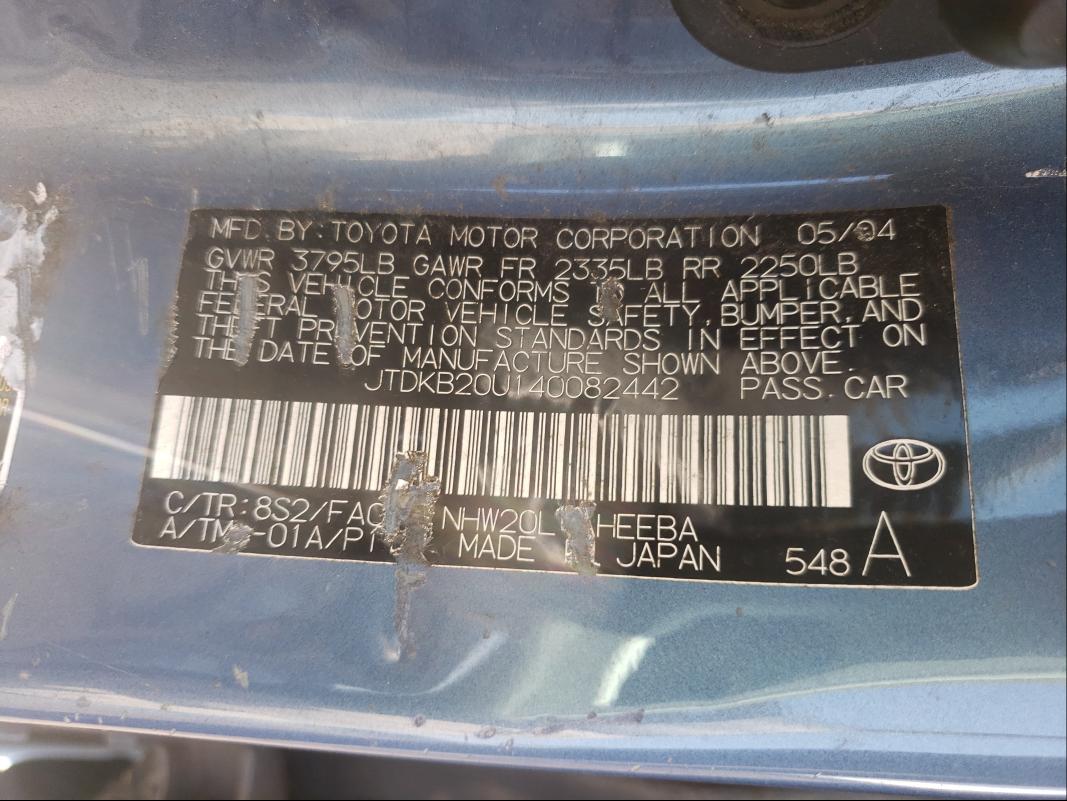 MFD. BY: TOYOTA MOTOR CORPORATION 05/04
GVWR 3795LB GAWR FR 2335LB RR 2250LB
THIS VEHICLE CONFORMS TO ALL APPLICABLE
FEDERAL MOTOR VEHICLE SAFETY, BUMPER, AND
THEFT PREVENTION STANDARDS IN EFFECT ON
THE DATE OF MANUFACTURE SHOWN ABOVE.
JTDKB20U140082442 PASS. CAR
C/TR: 8S2/FAC NHW20L HEEBA
A/TM: -01A/P1 MADE IN JAPAN 548 A